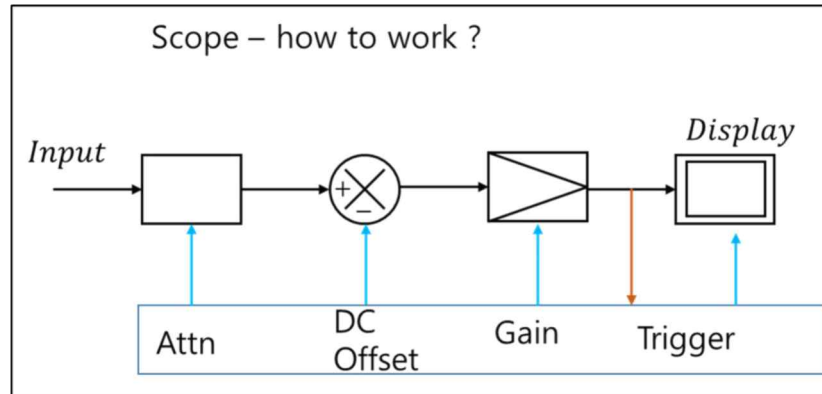 Scope – how to work ?
Input
Display
+
−
Attn
DC
Offset
Gain
Trigger